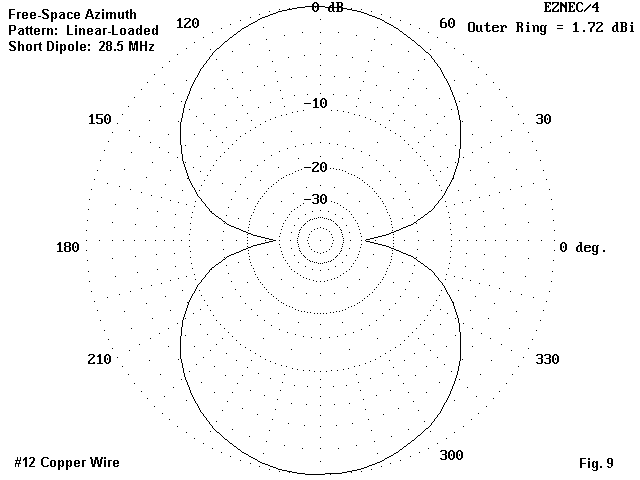 Free-Space Azimuth
Pattern: Linear-Loaded
Short Dipole: 28.5 MHz
EZNEC/4
Outer Ring = 1.72 dBi
0 dB
120
60
-10
150
30
-20
-30
180
0 deg.
210
330
300
#12 Copper Wire
Fig. 9